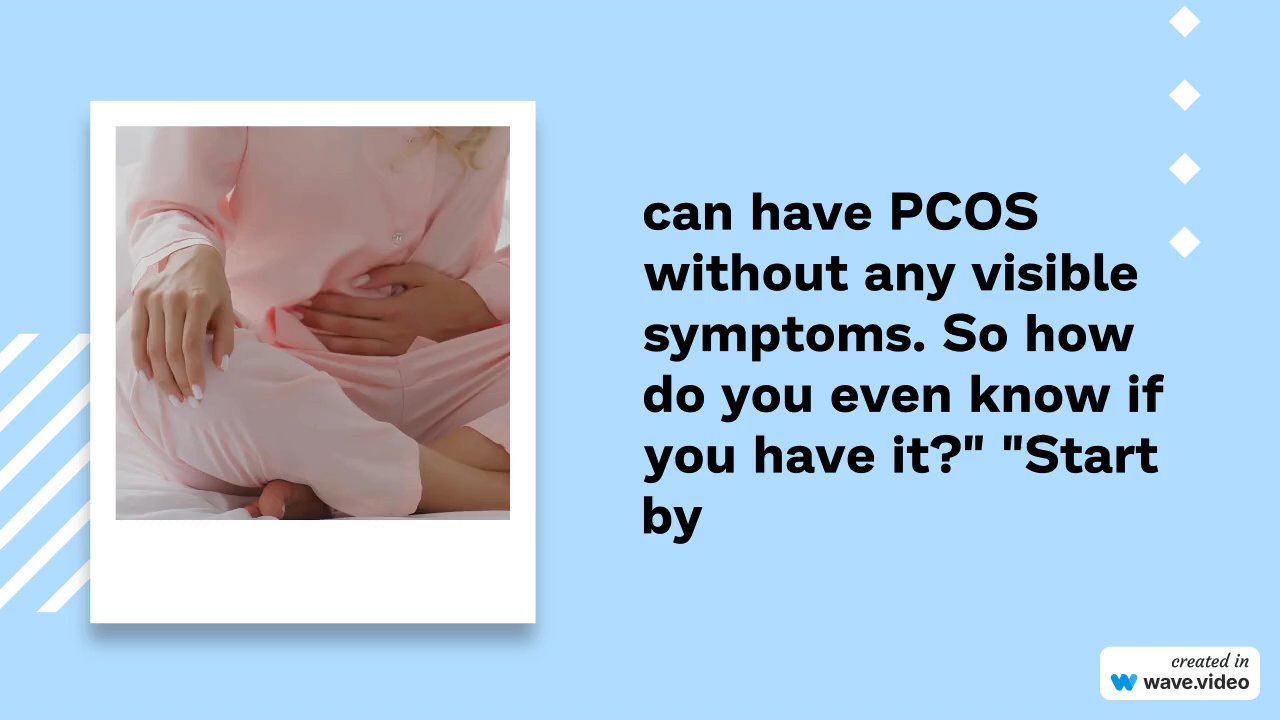 can have PCOS
without any visible
symptoms. So how
do you even know if
you have it?" "Start
by
created in
wave.video